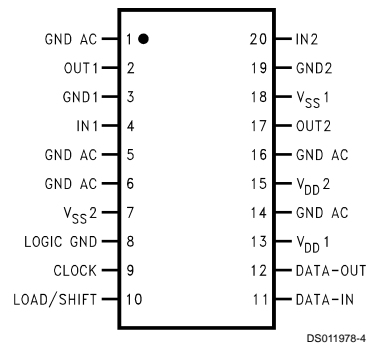 GND AC 1 20 IN2
OUT1 2 19 GND2
GND1 3 18 VSS1
IN1 4 17 OUT2
GND AC 5 16 GND AC
GND AC 6 15 VDD2
VSS2 7 14 GND AC
LOGIC GND 8 13 VDD1
CLOCK 9 12 DATA-OUT
LOAD/SHIFT 10 11 DATA-IN
DS011978-4